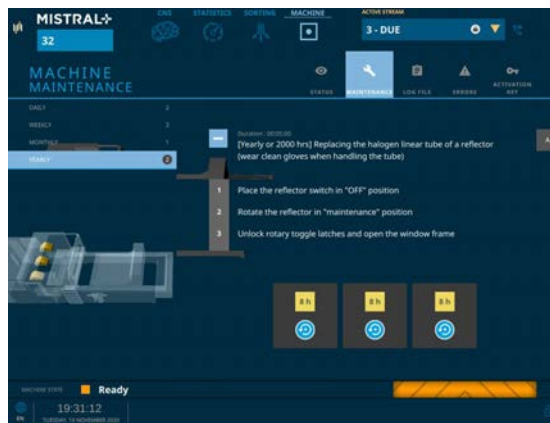 MISTRAL+
32
CNS
STATISTICS
SORTING
MACHINE
ACTIVE STREAM
3 - DUE
MACHINE
MAINTENANCE
STATUS
MAINTENANCE
LOG FILE
ERRORS
ACTIVATION
KEY
DAILY 2
WEEKLY 3
MONTHLY 1
YEARLY 2
Duration : 00:05:00
[Yearly or 2000 hrs] Replacing the halogen linear tube of a reflector
(wear clean gloves when handling the tube)
A
1 Place the reflector switch in "OFF" position
2 Rotate the reflector in "maintenance" position
3 Unlock rotary toggle latches and open the window frame
8 h
8 h
8 h
MACHINE STATE Ready
EN
19:31:12
TUESDAY, 14 NOVEMBER